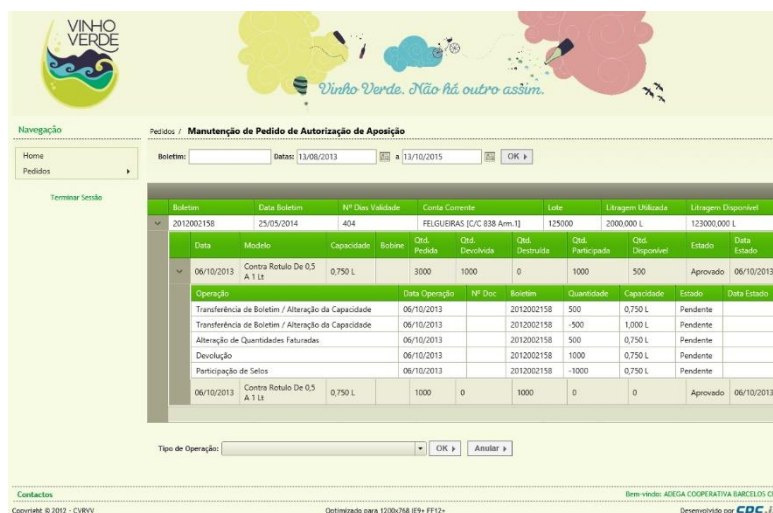 VINHO
VERDE
Vinho Verde. Não há outro assim.
Navegação
Home
Pedidos
Terminar Sessão
Pedidos / Manutenção de Pedido de Autorização de Aposição
Boletim: Datas: 13/08/2013 a 13/10/2015 OK
Boletim Data Boletim Nº Dias Validade Conta Corrente Lote Litragem Utilizada Litragem Disponível
2012002158 25/05/2014 404 FELGUEIRAS [C/C 838 Arm.1] 125000 2000,000 L 123000,000 L
Data Modelo Capacidade Bobine Qtd. Pedida Qtd. Devolvida Qtd. Destruída Qtd. Participada Qtd. Disponível Estado Data Estado
06/10/2013 Contra Rotulo De 0,5 A 1 Lt 0,750 L 3000 1000 0 1000 500 Aprovado 06/10/2013
Operação Data Operação Nº Doc Boletim Quantidade Capacidade Estado Data Estado
Transferência de Boletim / Alteração da Capacidade 06/10/2013 2012002158 500 0,750 L Pendente
Transferência de Boletim / Alteração da Capacidade 06/10/2013 2012002158 -500 1,000 L Pendente
Alteração de Quantidades Faturadas 06/10/2013 2012002158 500 0,750 L Pendente
Devolução 06/10/2013 2012002158 1000 0,750 L Pendente
Participação de Selos 06/10/2013 2012002158 -1000 0,750 L Pendente
06/10/2013 Contra Rotulo De 0,5 A 1 Lt 0,750 L 1000 0 1000 0 0 Aprovado 06/10/2013
Tipo de Operação: OK Anular
Contactos Bem-vindo: ADEGA COOPERATIVA BARCELOS
Copyright © 2012 - CVRVV Optimizado para 1200x768 IE9+ FF12+ Desenvolvido por